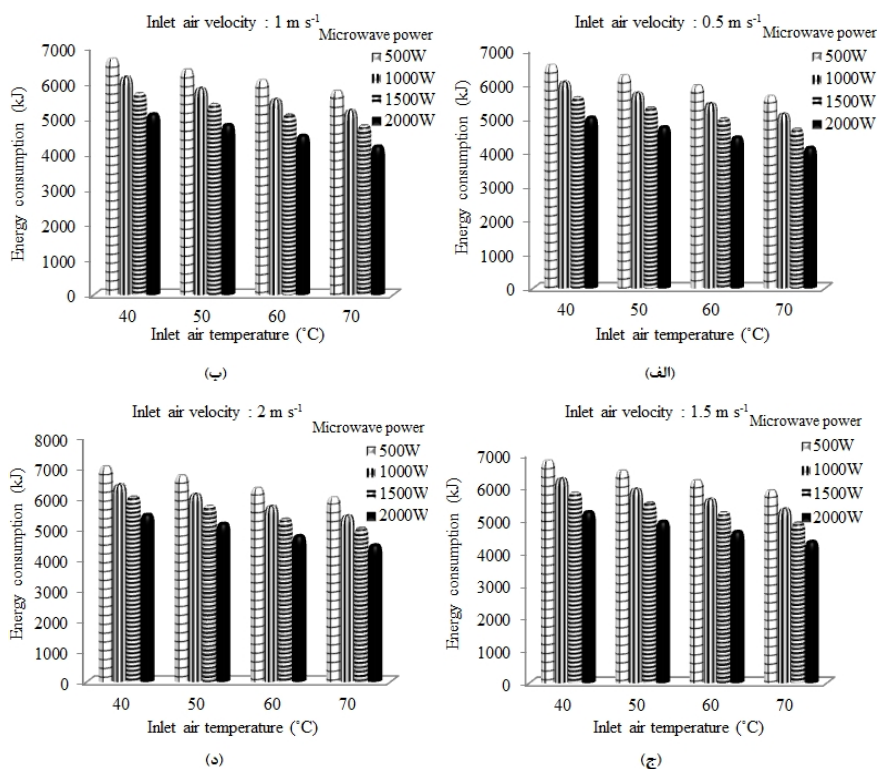 Inlet air velocity : 1 m s-1
Microwave power
500W
1000W
1500W
2000W
Energy consumption (kJ)
7000
6000
5000
4000
3000
2000
1000
0
40 50 60 70
Inlet air temperature (˚C)
(ب)
Inlet air velocity : 0.5 m s-1
Microwave power
500W
1000W
1500W
2000W
Energy consumption (kJ)
7000
6000
5000
4000
3000
2000
1000
0
40 50 60 70
Inlet air temperature (˚C)
(الف)
Inlet air velocity : 2 m s-1
Microwave power
500W
1000W
1500W
2000W
Energy consumption (kJ)
8000
7000
6000
5000
4000
3000
2000
1000
0
40 50 60 70
Inlet air temperature (˚C)
(د)
Inlet air velocity : 1.5 m s-1
Microwave power
500W
1000W
1500W
2000W
Energy consumption (kJ)
7000
6000
5000
4000
3000
2000
1000
0
40 50 60 70
Inlet air temperature (˚C)
(ج)